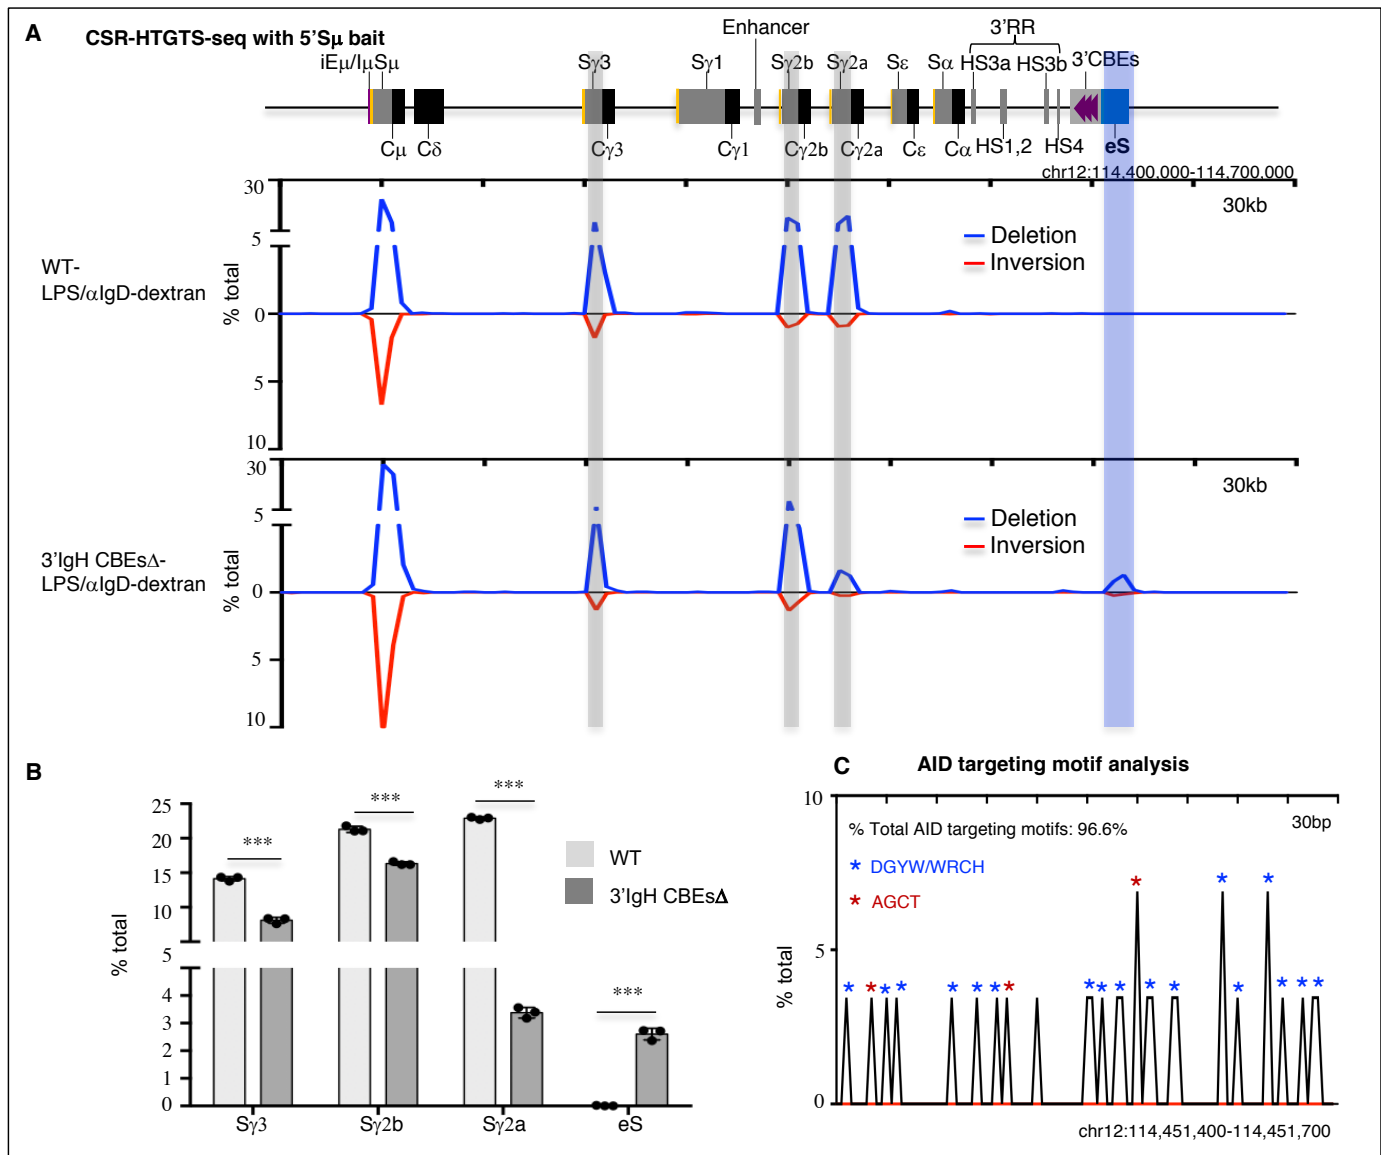 A
CSR-HTGTS-seq with 5'Sμ bait
Enhancer
3'RR
iEμ/IμSμ Sγ3 Sγ1 Sγ2b Sγ2a Sε Sα HS3a HS3b 3'CBEs
Cμ Cδ Cγ3 Cγ1 Cγ2b Cγ2a Cε Cα HS1,2 HS4 eS
chr12:114,400,000-114,700,000
30
30kb
5
Deletion
WT-
LPS/αIgD-dextran
Inversion
% total
0
5
10
30
30kb
5
Deletion
Inversion
3'IgH CBEsΔ-
LPS/αIgD-dextran
% total
0
5
10
B
25
20
15
10
5
4
3
2
1
0
% total
***
***
***
***
WT
3'IgH CBEsΔ
Sγ3 Sγ2b Sγ2a eS
C
AID targeting motif analysis
10
30bp
% Total AID targeting motifs: 96.6%
* DGYW/WRCH
* AGCT
5
% total
0
* * * * * * * * * * * * * * * * * * * *
chr12:114,451,400-114,451,700